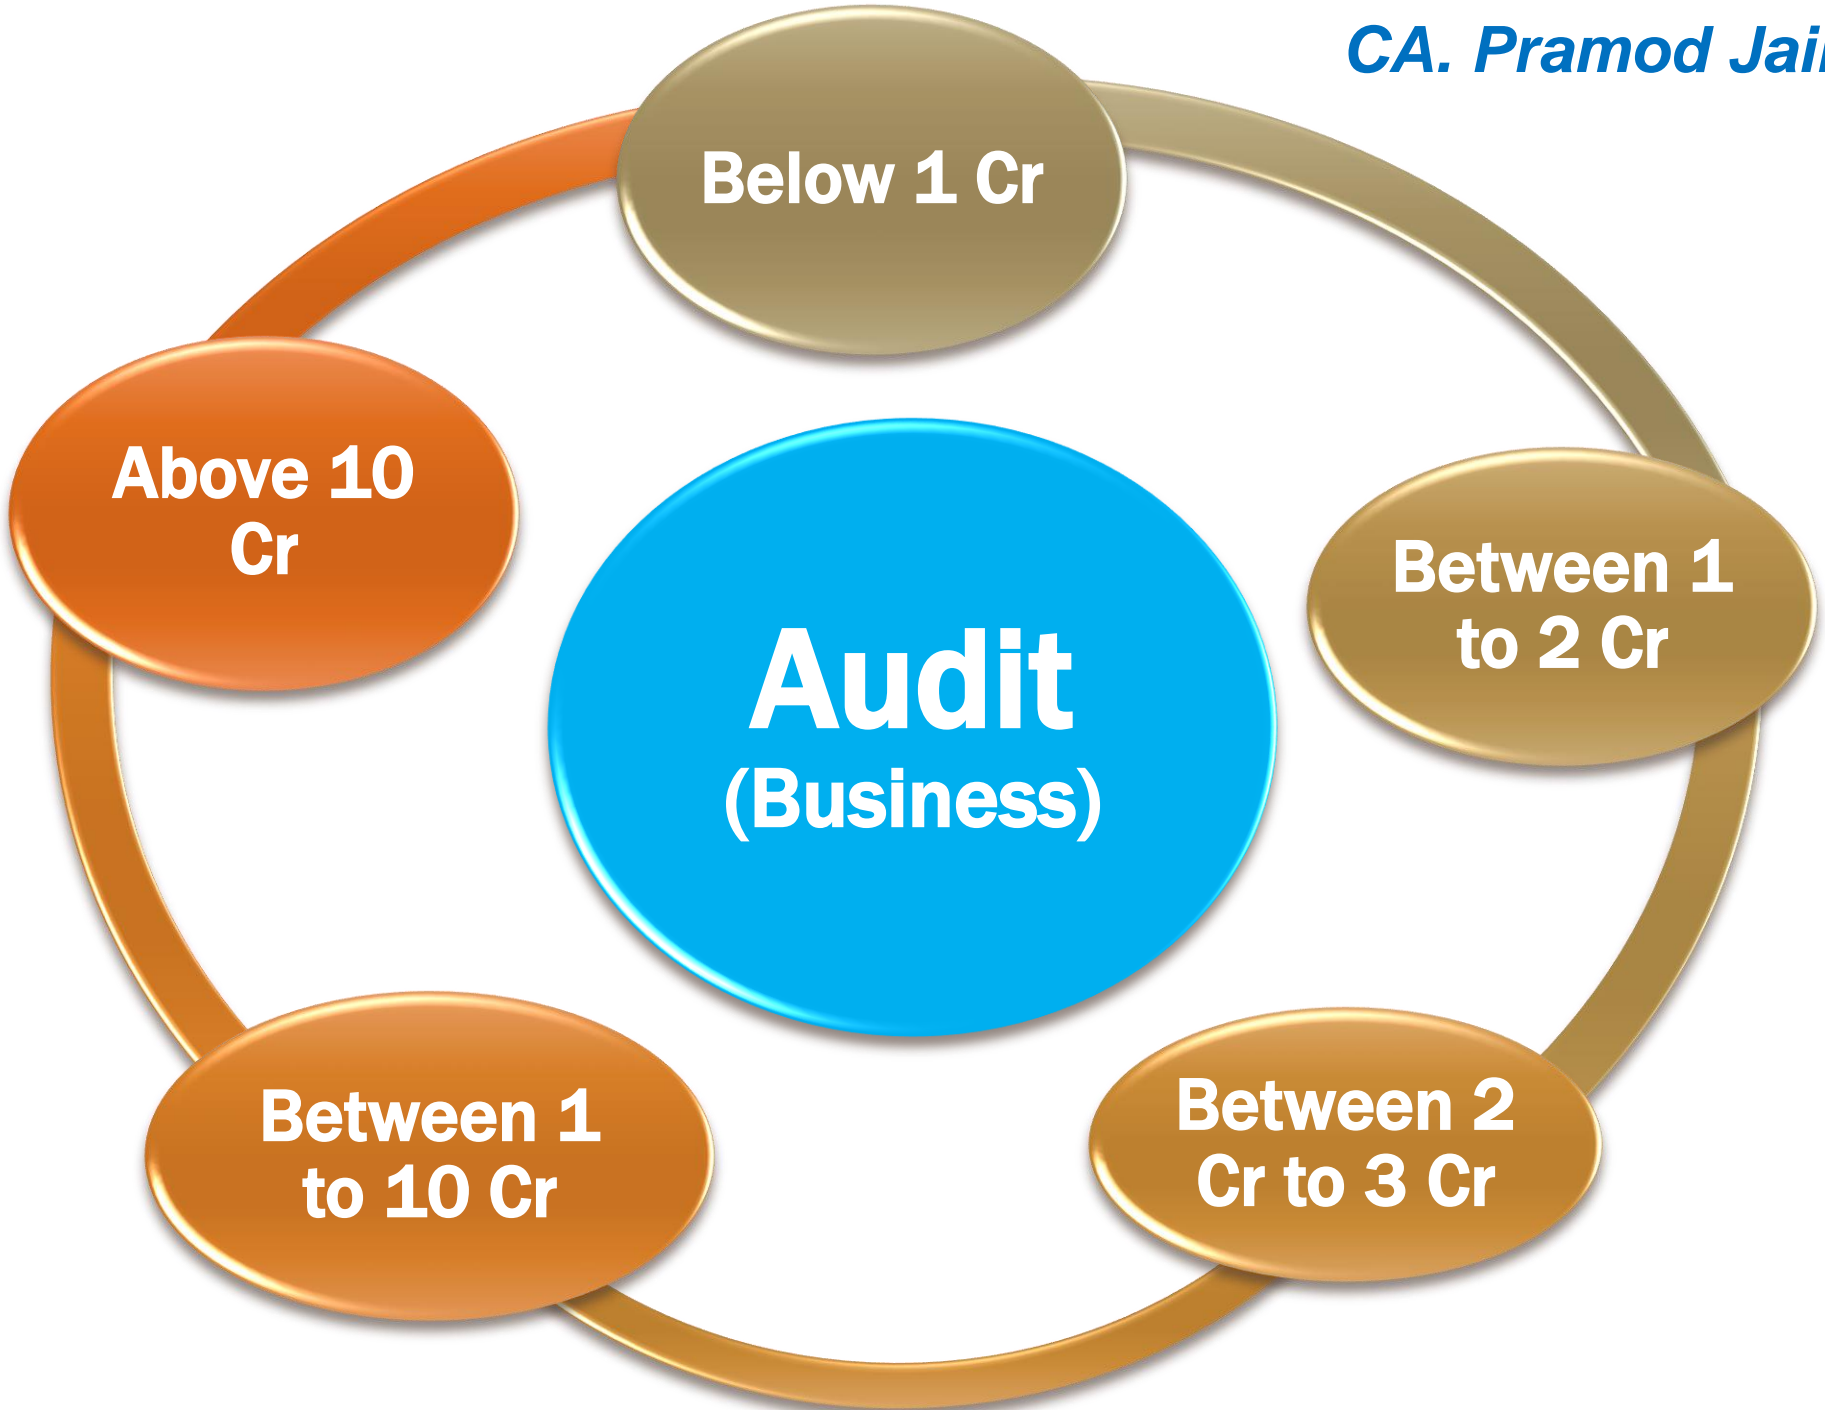 CA. Pramod Jain
Below 1 Cr
Between 1
to 2 Cr
Between 2
Cr to 3 Cr
Between 1
to 10 Cr
Above 10
Cr
Audit
(Business)